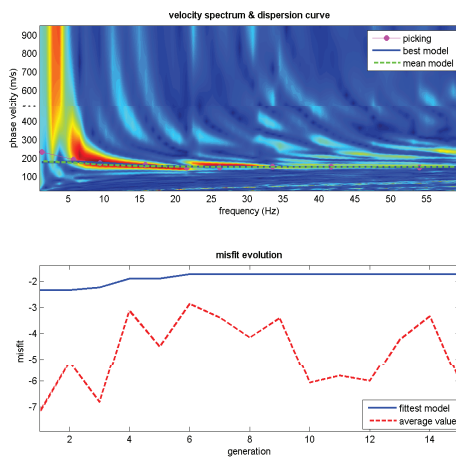 velocity spectrum & dispersion curve
phase velcity (m/s)
900
800
700
600
400
300
200
100
picking
best model
mean model
5 10 15 20 25 30 35 40 45 50 55
frequency (Hz)
misfit evolution
misfit
-2
-3
-4
-5
-6
-7
fittest model
average value
2 4 6 8 10 12 14
generation